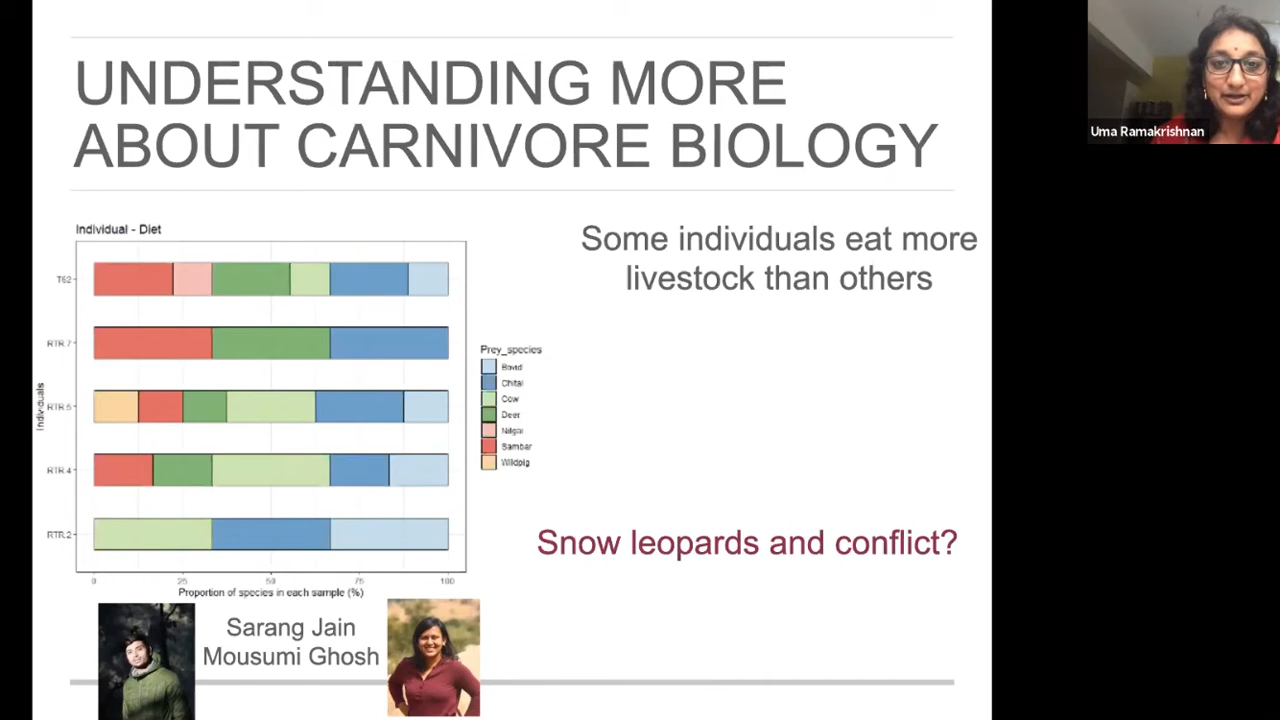 UNDERSTANDING MORE
ABOUT CARNIVORE BIOLOGY
Uma Ramakrishnan
Individual - Diet
Some individuals eat more
livestock than others
T62
RTR.7
RTR.5
RTR.4
RTR.2
Individuals
0 25 50 75 100
Proportion of species in each sample (%)
Prey_species
Bovid
Chital
Cow
Deer
Nilgai
Sambar
Wildpig
Snow leopards and conflict?
Sarang Jain
Mousumi Ghosh